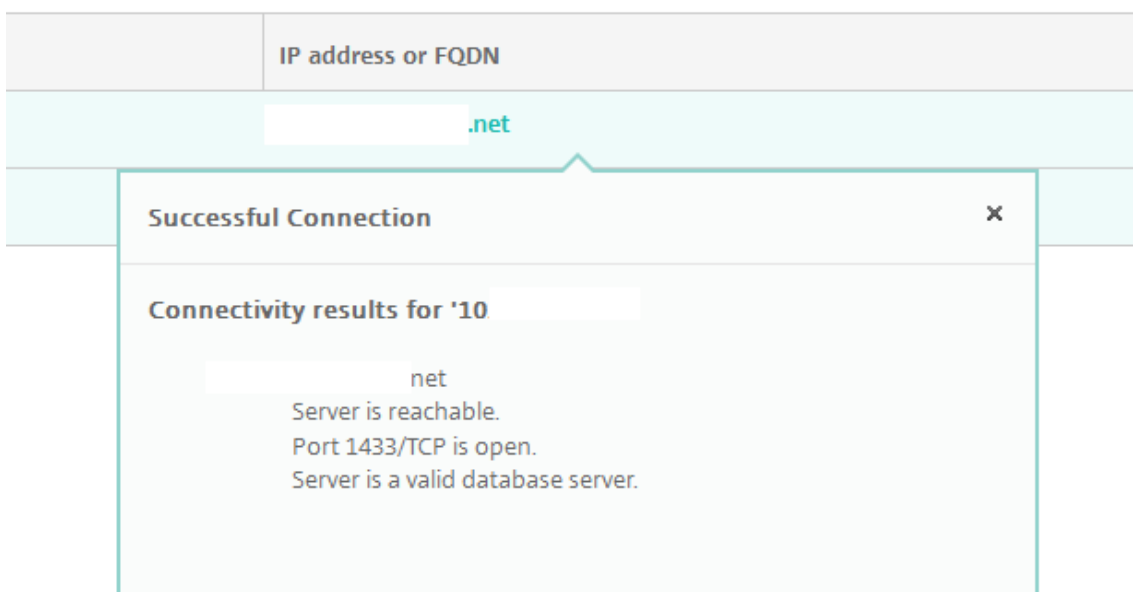 IP address or FQDN
.net
Successful Connection
Connectivity results for '10
net
Server is reachable.
Port 1433/TCP is open.
Server is a valid database server.